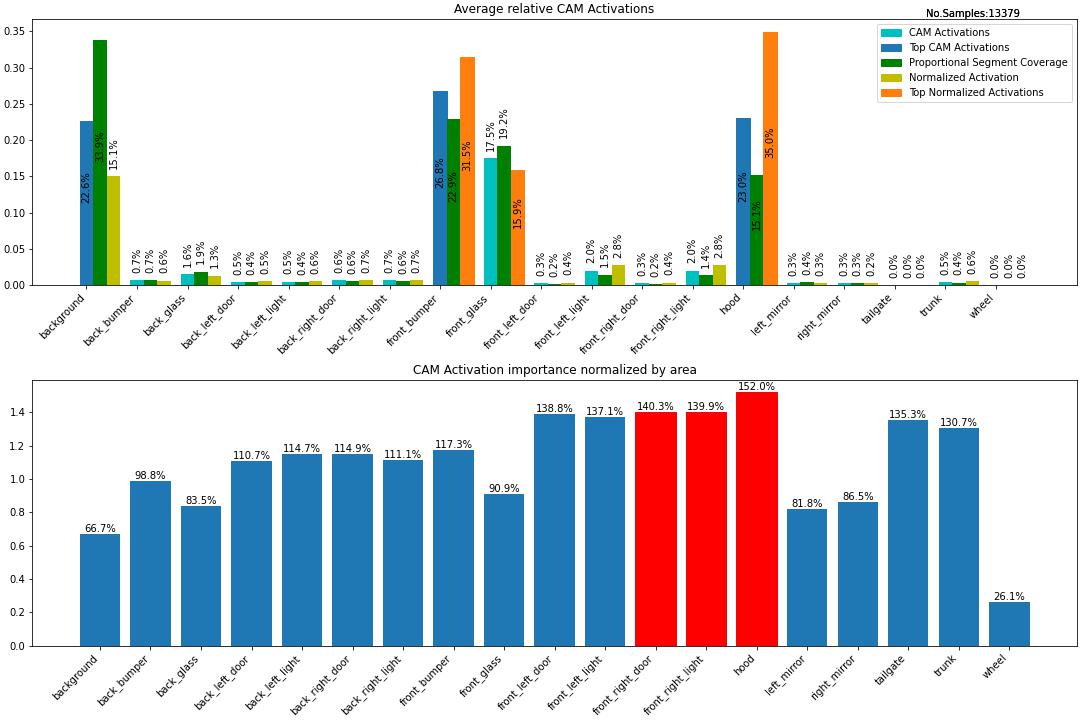 Average relative CAM Activations
No.Samples:13379
CAM Activations
Top CAM Activations
Proportional Segment Coverage
Normalized Activation
Top Normalized Activations
0.35
0.30
0.25
0.20
0.15
0.10
0.05
0.00
22.6% 33.9% 15.1%
0.7% 0.7% 0.6%
1.6% 1.9% 1.3%
0.5% 0.4% 0.5%
0.5% 0.4% 0.6%
0.6% 0.6% 0.7%
0.7% 0.6% 0.7%
26.8% 22.9% 31.5%
17.5% 19.2% 15.9%
0.3% 0.2% 0.4%
2.0% 1.5% 2.8%
0.3% 0.2% 0.4%
2.0% 1.4% 2.8%
23.0% 15.1% 35.0%
0.3% 0.4% 0.3%
0.3% 0.3% 0.2%
0.0% 0.0% 0.0%
0.5% 0.4% 0.6%
0.0% 0.0% 0.0%
background
back_bumper
back_glass
back_left_door
back_left_light
back_right_door
back_right_light
front_bumper
front_glass
front_left_door
front_left_light
front_right_door
front_right_light
hood
left_mirror
right_mirror
tailgate
trunk
wheel
CAM Activation importance normalized by area
1.4
1.2
1.0
0.8
0.6
0.4
0.2
0.0
66.7%
98.8%
83.5%
110.7%
114.7%
114.9%
111.1%
117.3%
90.9%
138.8%
137.1%
140.3%
139.9%
152.0%
81.8%
86.5%
135.3%
130.7%
26.1%
background
back_bumper
back_glass
back_left_door
back_left_light
back_right_door
back_right_light
front_bumper
front_glass
front_left_door
front_left_light
front_right_door
front_right_light
hood
left_mirror
right_mirror
tailgate
trunk
wheel